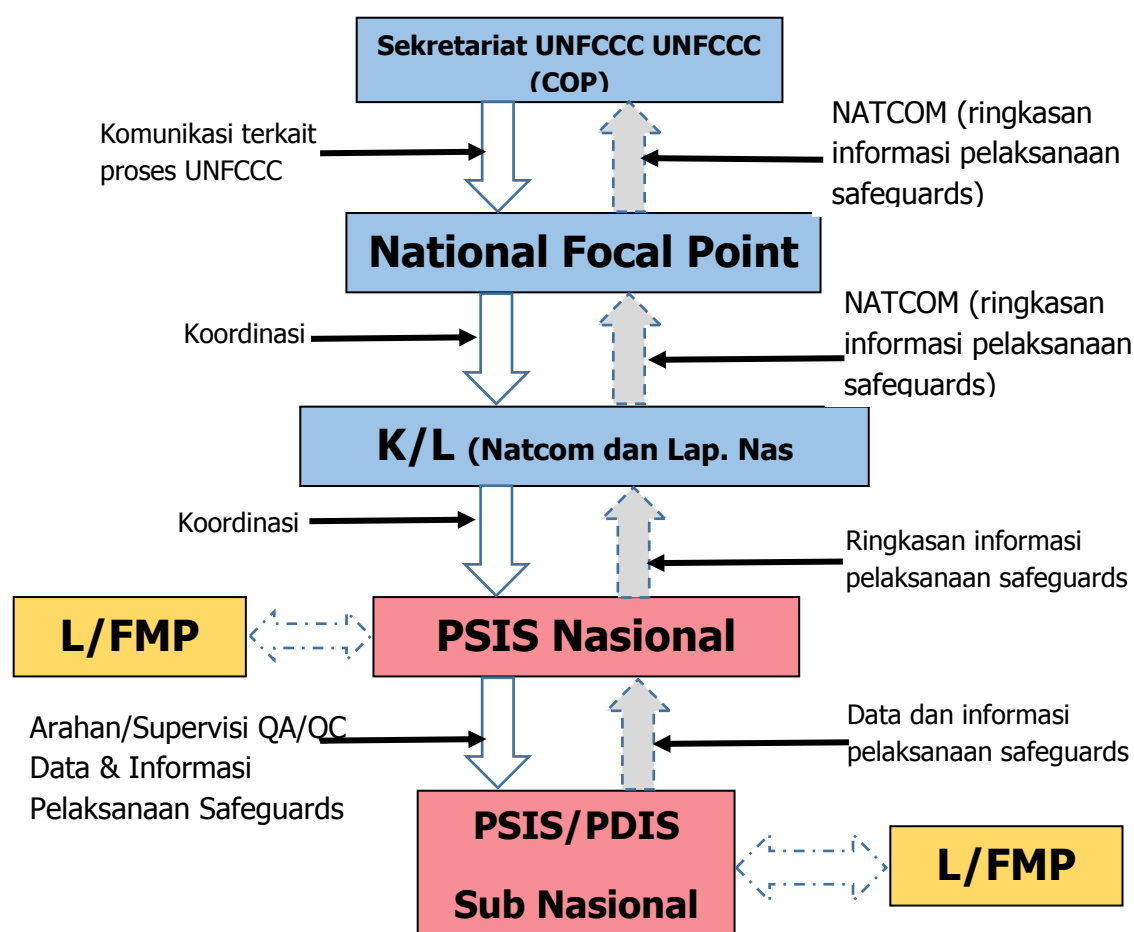 Sekretariat UNFCCC UNFCCC
(COP)
Komunikasi terkait
proses UNFCCC
NATCOM (ringkasan
informasi pelaksanaan
safeguards)
National Focal Point
Koordinasi
NATCOM (ringkasan
informasi pelaksanaan
safeguards)
K/L (Natcom dan Lap. Nas
Koordinasi
Ringkasan informasi
pelaksanaan safeguards
L/FMP
PSIS Nasional
Arahan/Supervisi QA/QC
Data & Informasi
Pelaksanaan Safeguards
Data dan informasi
pelaksanaan safeguards
PSIS/PDIS
Sub Nasional
L/FMP